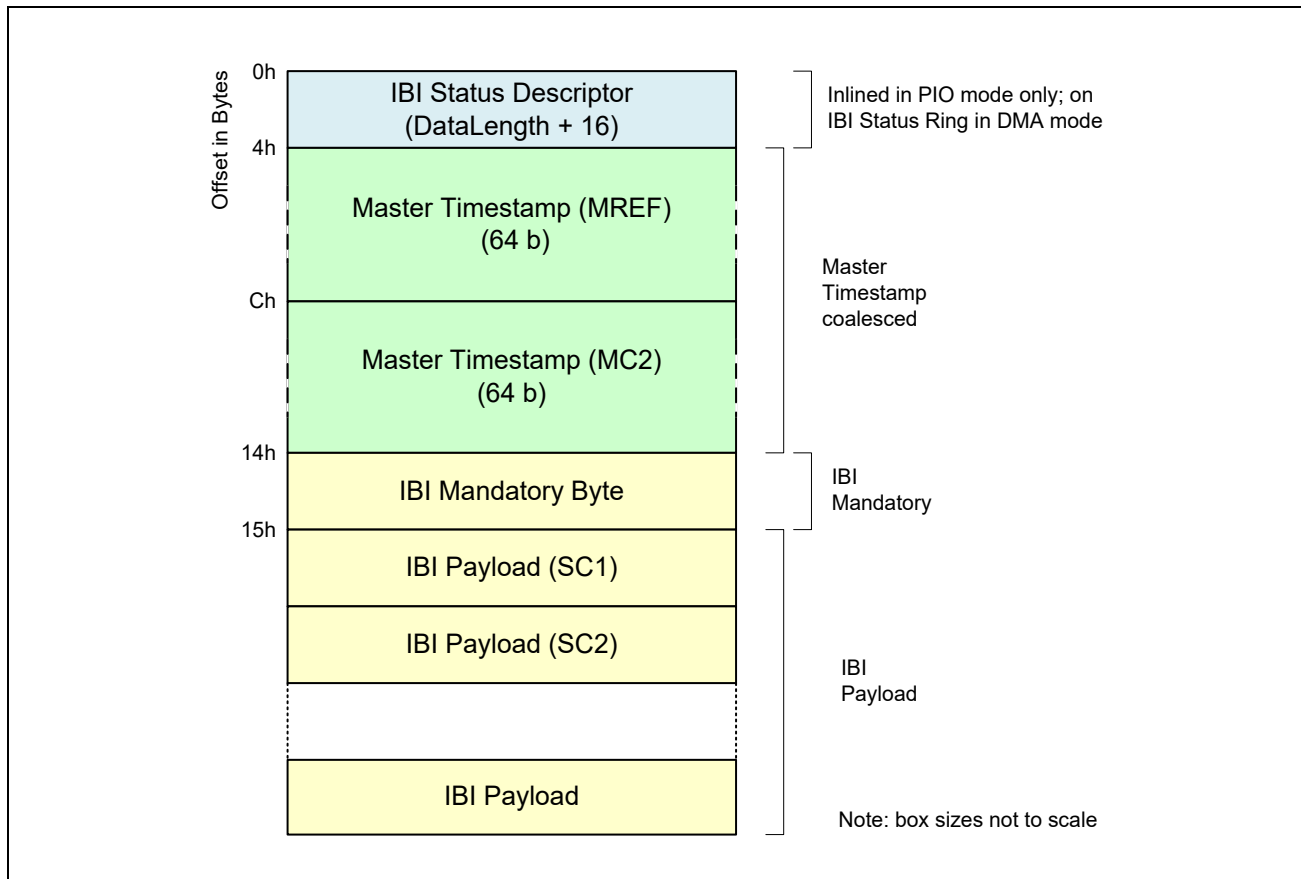 Offset in Bytes
0h
IBI Status Descriptor
(DataLength + 16)
Inlined in PIO mode only; on
IBI Status Ring in DMA mode
4h
Master Timestamp (MREF)
(64 b)
Master
Timestamp
coalesced
Ch
Master Timestamp (MC2)
(64 b)
14h
IBI Mandatory Byte
IBI
Mandatory
15h
IBI Payload (SC1)
IBI Payload (SC2)
IBI
Payload
IBI Payload
Note: box sizes not to scale